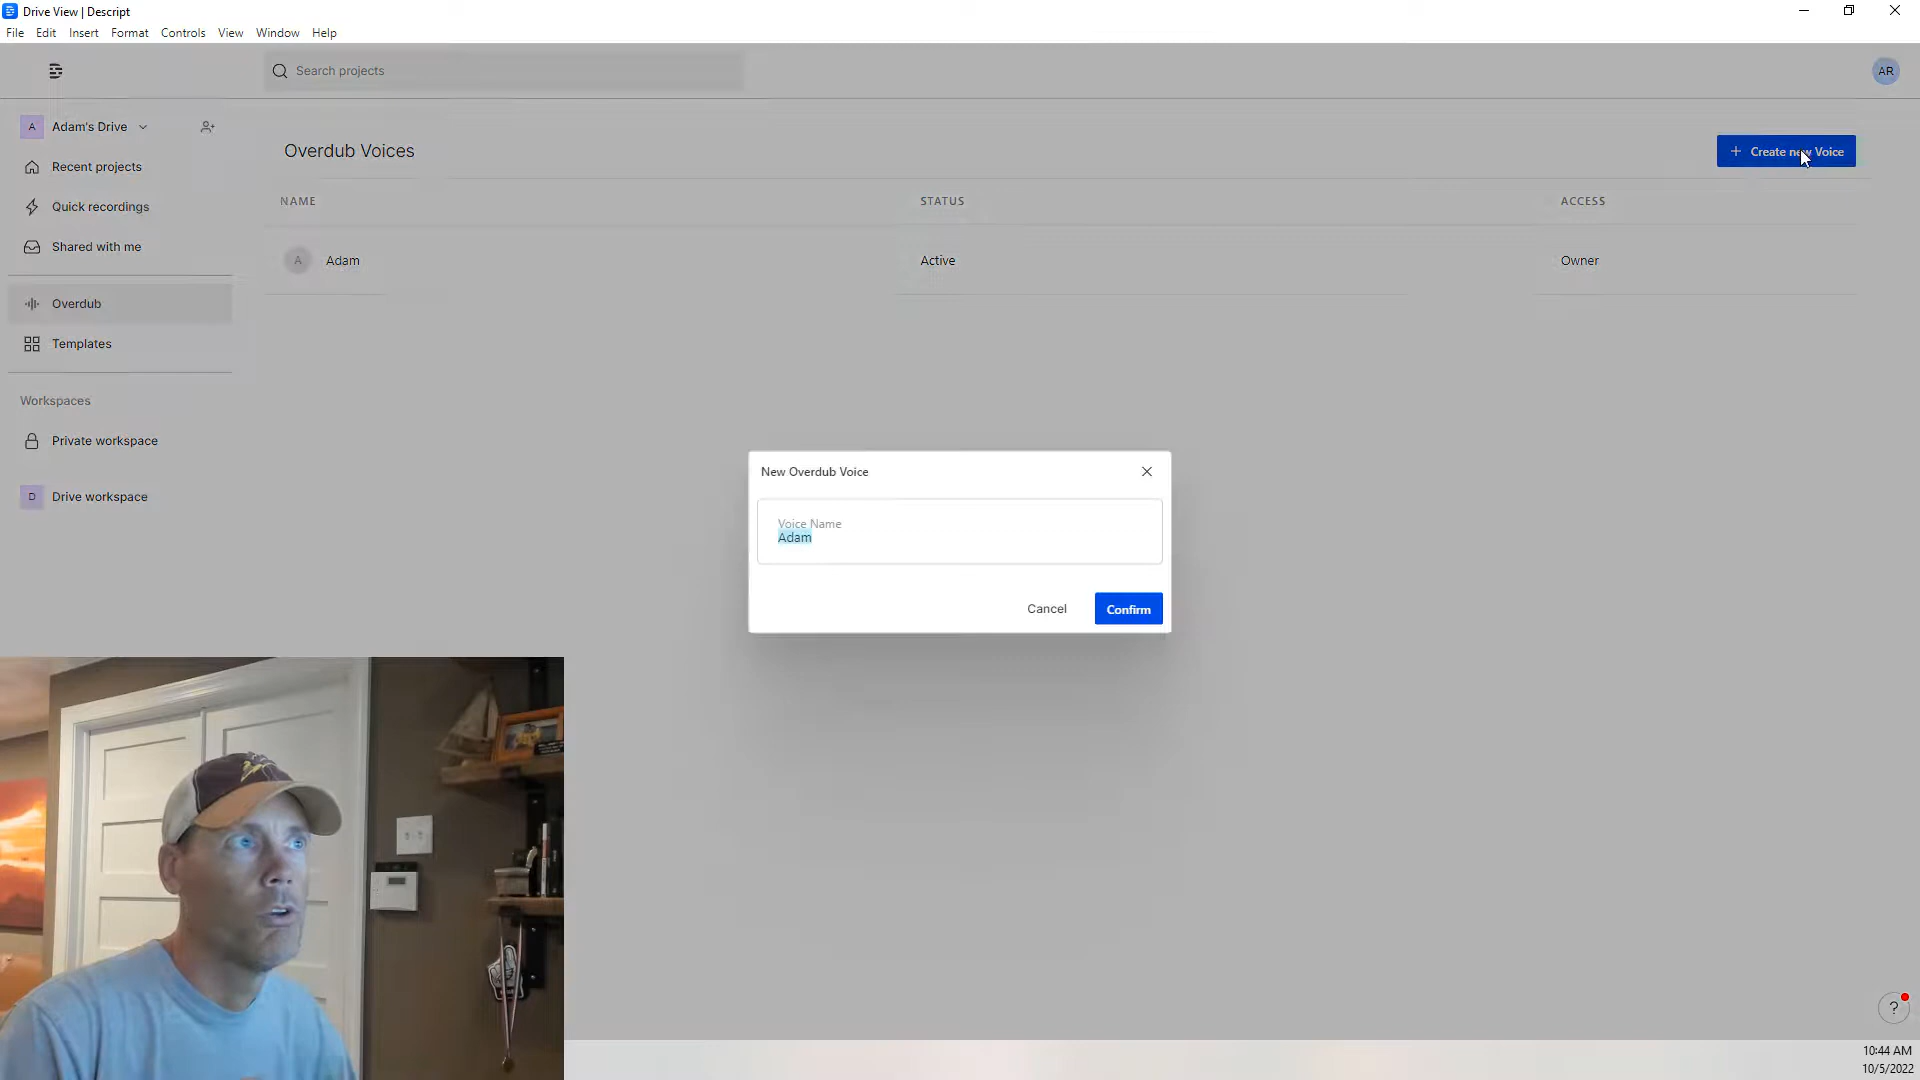 Drive View | Descript
File Edit Insert Format Controls View Window Help
Search projects
AR
A Adam's Drive
Recent projects
Quick recordings
Shared with me
Overdub
Templates
Workspaces
Private workspace
D Drive workspace
Overdub Voices
+ Create new Voice
NAME STATUS ACCESS
A Adam Active Owner
New Overdub Voice
Voice Name
Adam
Cancel Confirm
?
10:44 AM
10/5/2022